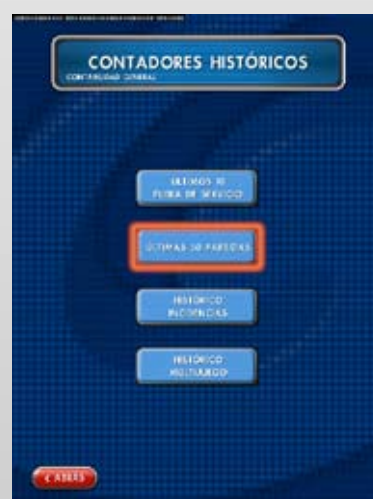 CONTADORES HISTÓRICOS
CONTABILIDAD GENERAL
ÚLTIMOS 10
FUERA DE SERVICIO
ÚLTIMAS 50 PARTIDAS
HISTÓRICO
INCIDENCIAS
HISTÓRICO
MULTIJUEGO
ATRÁS